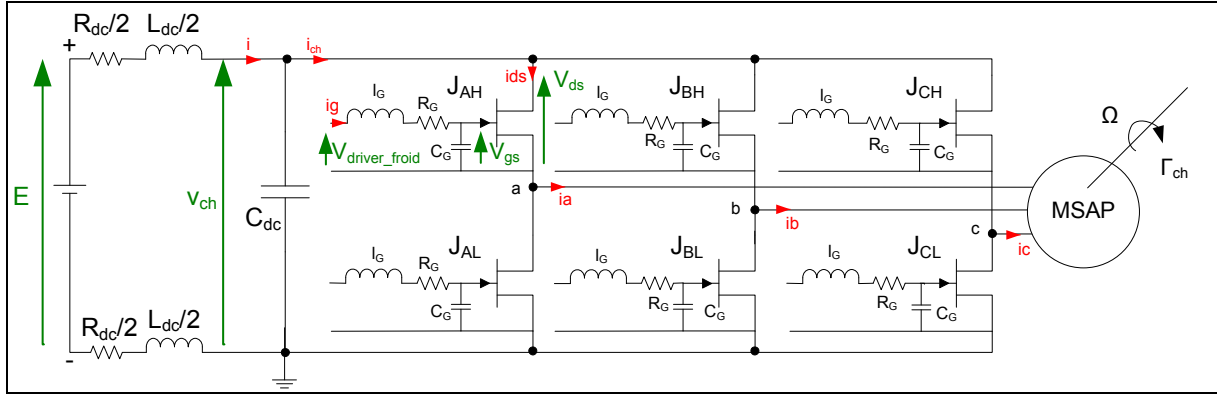 Rdc/2 Ldc/2
+
i
ich
ids
Vds
JAH
JBH
JCH
lG
RG
ig
CG
Vdriver_froid
Vgs
lG
RG
CG
lG
RG
CG
Ω
Γch
E
vch
Cdc
a
ia
b
ib
c
ic
MSAP
JAL
JBL
JCL
lG
RG
CG
lG
RG
CG
lG
RG
CG
Rdc/2 Ldc/2
-